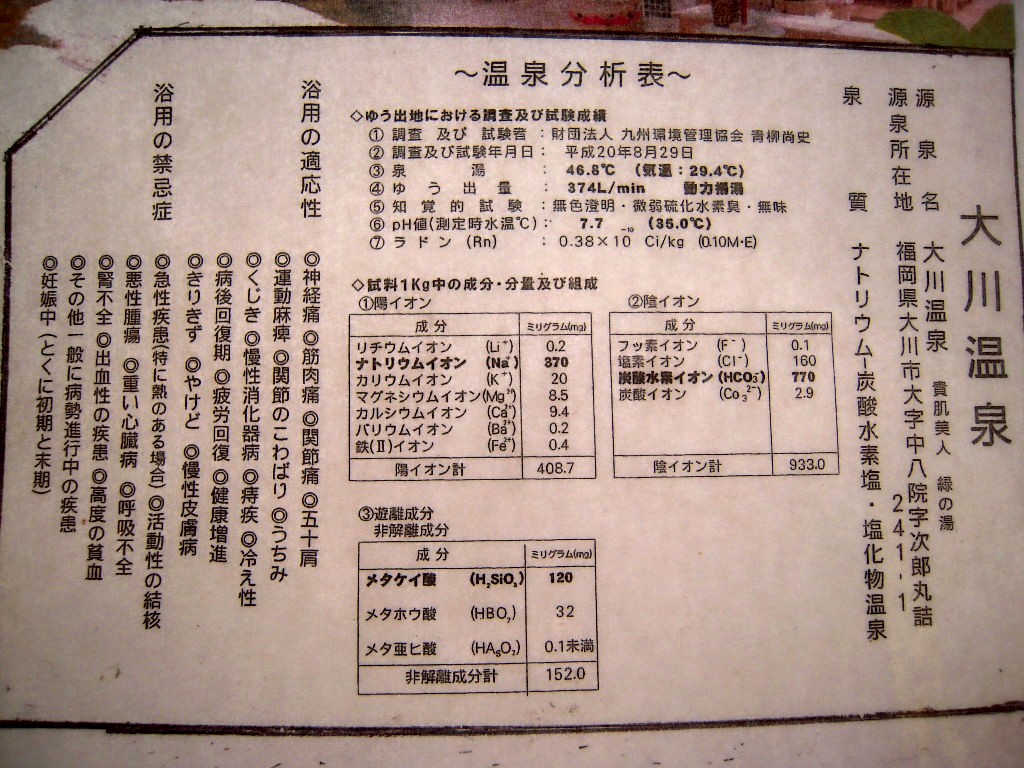 大川温泉
源泉名 大川温泉 貴肌美人 緑の湯
源泉所在地 福岡県大川市大字中八院字次郎丸詰
241-1
泉質 ナトリウムー炭酸水素塩・塩化物温泉
～温泉分析表～
◇ゆう出地における調査及び試験成績
① 調査 及び 試験者 : 財団法人 九州環境管理協会 青柳尚史
② 調査及び試験年月日 : 平成20年8月29日
③ 泉 湯 : 46.8℃ (気温:29.4℃)
④ ゆう出量 : 374L/min 動力揚湯
⑤ 知覚的試験 : 無色澄明・微弱硫化水素臭・無味
⑥ pH値(測定時水温℃) : 7.7 (35.0℃)
⑦ ラドン (Rn) : 0.38×10⁻¹⁰ Ci/kg (0.10M・E)
◇試料1Kg中の成分・分量及び組成
①陽イオン
成分 ミリグラム(mg)
リチウムイオン (Li⁺) 0.2
ナトリウムイオン (Na⁺) 370
カリウムイオン (K⁺) 20
マグネシウムイオン(Mg²⁺) 8.5
カルシウムイオン (Ca²⁺) 9.4
バリウムイオン (Ba²⁺) 0.2
鉄(Ⅱ)イオン (Fe²⁺) 0.4
陽イオン計 408.7
②陰イオン
成分 ミリグラム(mg)
フッ素イオン (F⁻) 0.1
塩素イオン (Cl⁻) 160
炭酸水素イオン(HCO₃⁻) 770
炭酸イオン (Co₃²⁻) 2.9
陰イオン計 933.0
③遊離成分
非解離成分
成分 ミリグラム(mg)
メタケイ酸 (H₂SiO₃) 120
メタホウ酸 (HBO₂) 32
メタ亜ヒ酸 (HAsO₂) 0.1未満
非解離成分計 152.0
浴用の適応性
◎神経痛 ◎筋肉痛 ◎関節痛 ◎五十肩
◎運動麻痺 ◎関節のこわばり ◎うちみ
◎くじき ◎慢性消化器病 ◎痔疾 ◎冷え性
◎病後回復期 ◎疲労回復 ◎健康増進
◎きりきず ◎やけど ◎慢性皮膚病
浴用の禁忌症
◎急性疾患(特に熱のある場合) ◎活動性の結核
◎悪性腫瘍 ◎重い心臓病 ◎呼吸不全
◎腎不全 ◎出血性の疾患 ◎高度の貧血
◎その他一般に病勢進行中の疾患
◎妊娠中(とくに初期と末期)